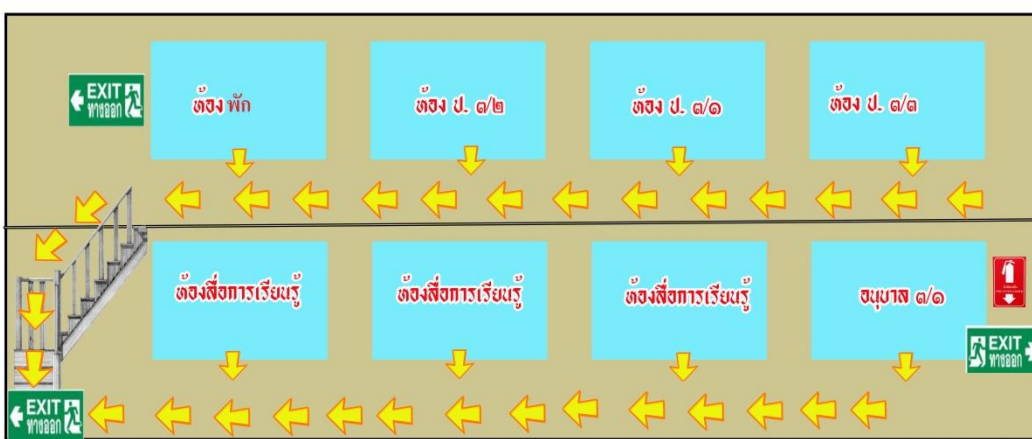 EXIT
ทางออก
ห้อง พัก
ห้อง ป. ๓/๒
ห้อง ป. ๓/๑
ห้อง ป. ๓/๓
ห้องสื่อการเรียนรู้
ห้องสื่อการเรียนรู้
ห้องสื่อการเรียนรู้
อนุบาล ๓/๑
EXIT
ทางออก
EXIT
ทางออก